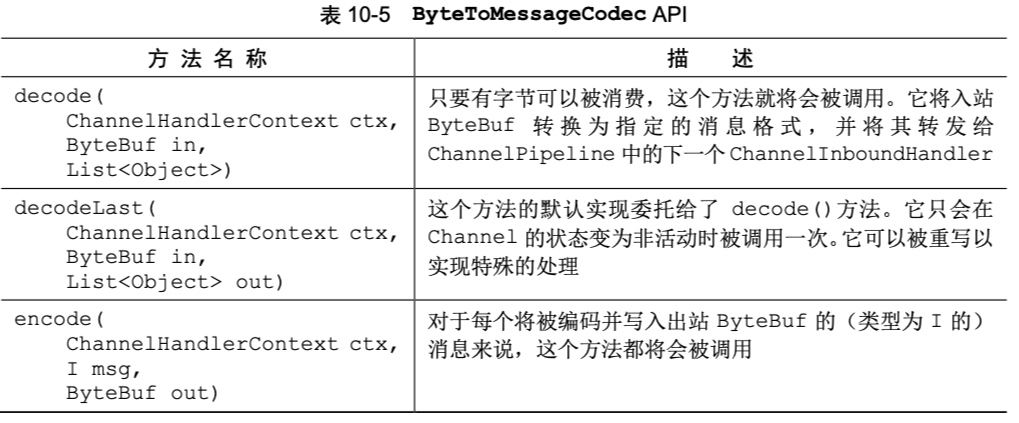 表 10-5 ByteToMessageCodec API
方 法 名 称
描 述
decode(
ChannelHandlerContext ctx,
ByteBuf in,
List<Object>)
只要有字节可以被消费，这个方法就将会被调用。它将入站
ByteBuf 转换为指定的消息格式，并将其转发给
ChannelPipeline 中的下一个 ChannelInboundHandler
decodeLast(
ChannelHandlerContext ctx,
ByteBuf in,
List<Object> out)
这个方法的默认实现委托给了 decode()方法。它只会在
Channel 的状态变为非活动时被调用一次。它可以被重写以
实现特殊的处理
encode(
ChannelHandlerContext ctx,
I msg,
ByteBuf out)
对于每个将被编码并写入出站 ByteBuf 的（类型为 I 的）
消息来说，这个方法都将会被调用